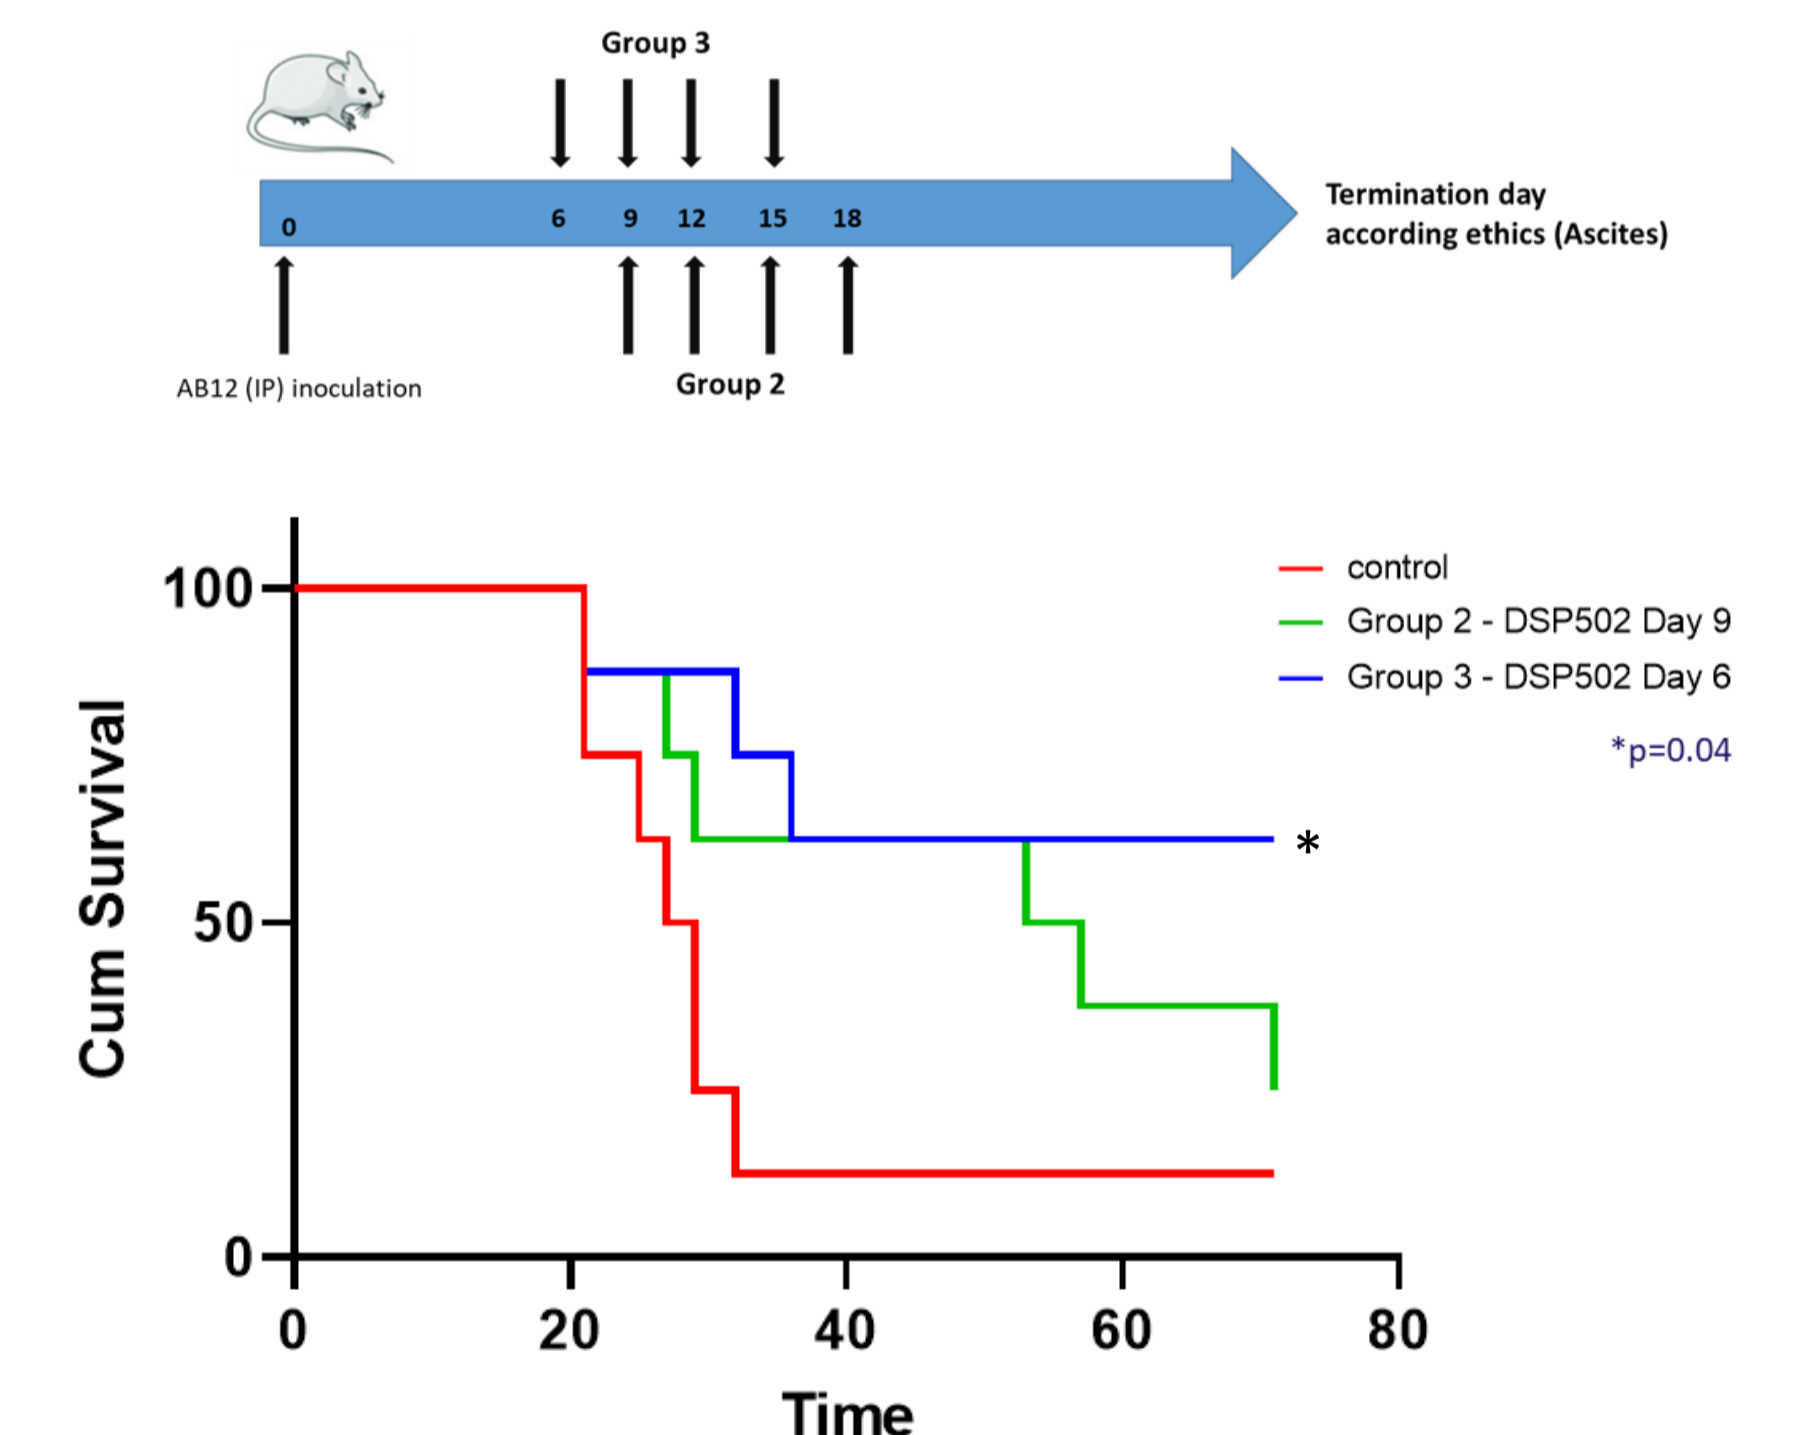 Group 3
0 6 9 12 15 18
Termination day
according ethics (Ascites)
AB12 (IP) inoculation
Group 2
control
Group 2 - DSP502 Day 9
Group 3 - DSP502 Day 6
*p=0.04
*
Cum Survival
100
50
0
0 20 40 60 80
Time